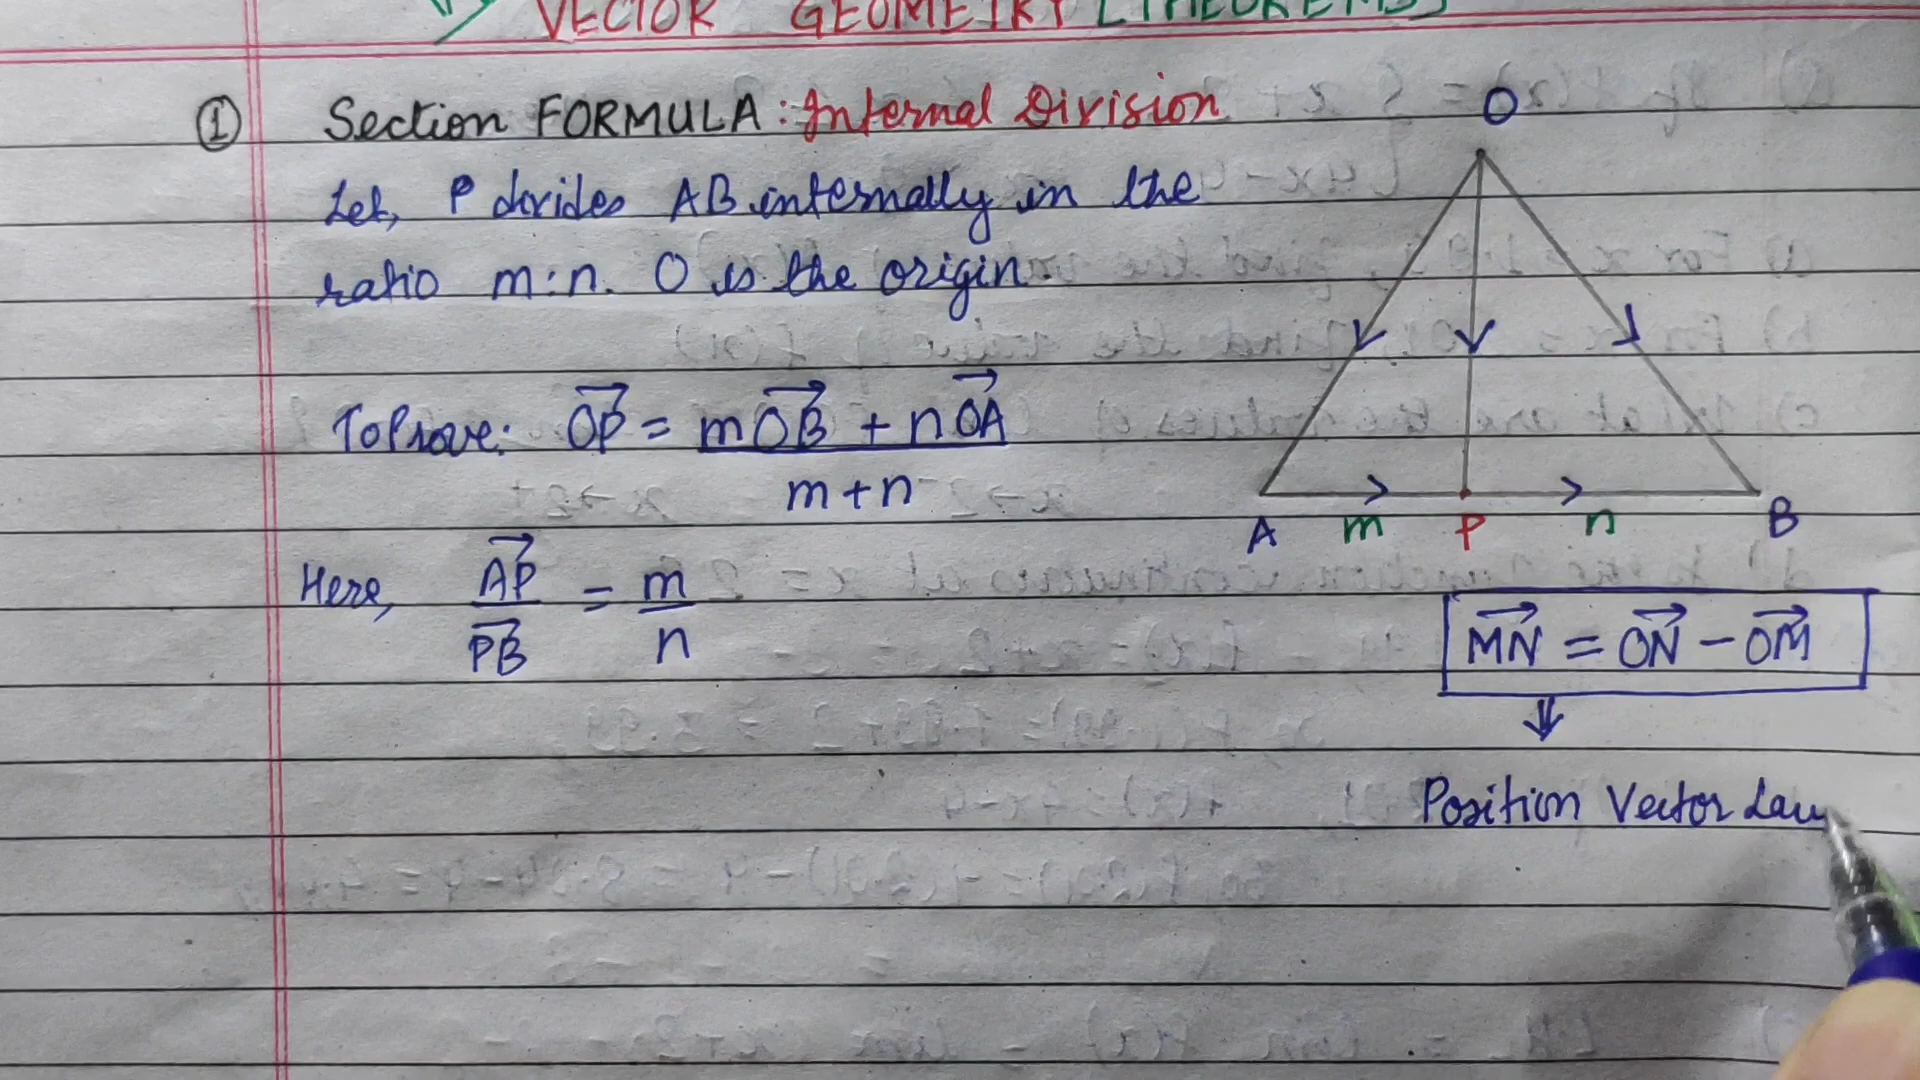 VECTOR GEOMETRY [THEOREMS]
① Section FORMULA: Internal Division
Let, P divides AB internally in the
ratio m:n. O is the origin.
To Prove: OP→ = (m OB→ + n OA→) / (m+n)
Here, AP→ / PB→ = m / n
O
A m P n B
MN→ = ON→ − OM→
⇓
Position Vector Law